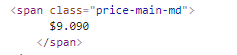 <span class="price-main-md">
$9.090
</span>